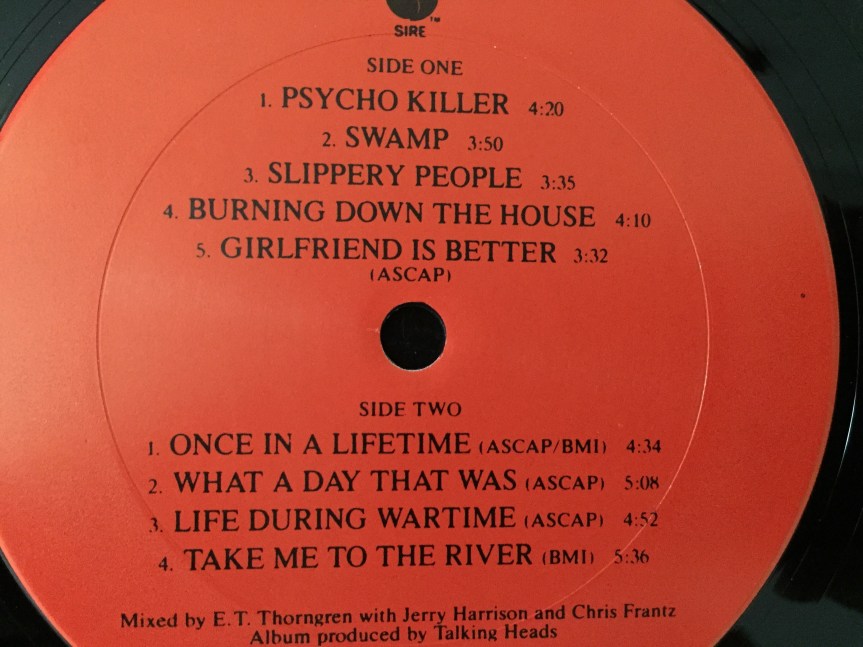 SIRE™
SIDE ONE
1. PSYCHO KILLER 4:20
2. SWAMP 3:50
3. SLIPPERY PEOPLE 3:35
4. BURNING DOWN THE HOUSE 4:10
5. GIRLFRIEND IS BETTER 3:32
(ASCAP)
SIDE TWO
1. ONCE IN A LIFETIME (ASCAP/BMI) 4:34
2. WHAT A DAY THAT WAS (ASCAP) 5:08
3. LIFE DURING WARTIME (ASCAP) 4:52
4. TAKE ME TO THE RIVER (BMI) 5:36
Mixed by E.T. Thorngren with Jerry Harrison and Chris Frantz
Album produced by Talking Heads